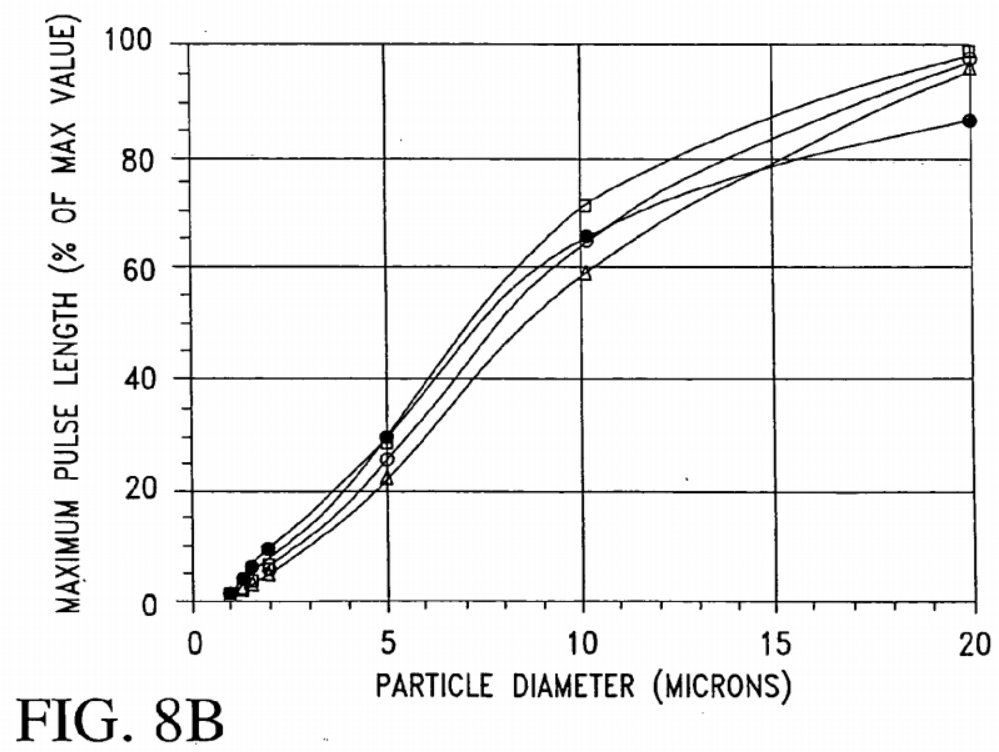 MAXIMUM PULSE LENGTH (% OF MAX VALUE)
100
80
60
40
20
0
0 5 10 15 20
PARTICLE DIAMETER (MICRONS)
FIG. 8B